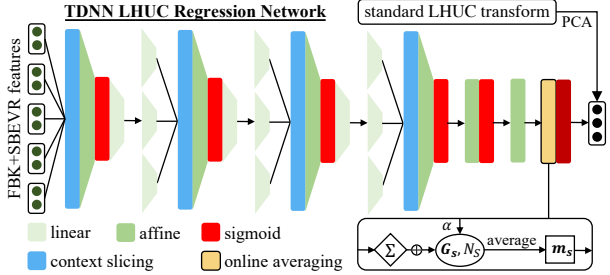 TDNN LHUC Regression Network
standard LHUC transform
PCA
FBK+SBEVR features
linear
affine
sigmoid
context slicing
online averaging
α
Σ
G_s, N_S
average
m_s